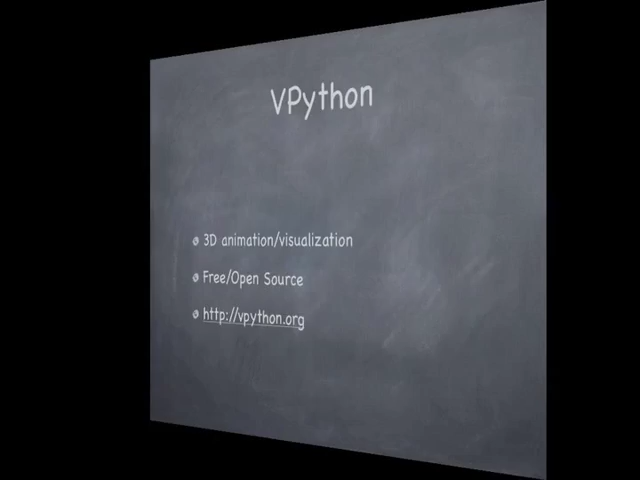 VPython
3D animation/visualization
Free/Open Source
http://vpython.org